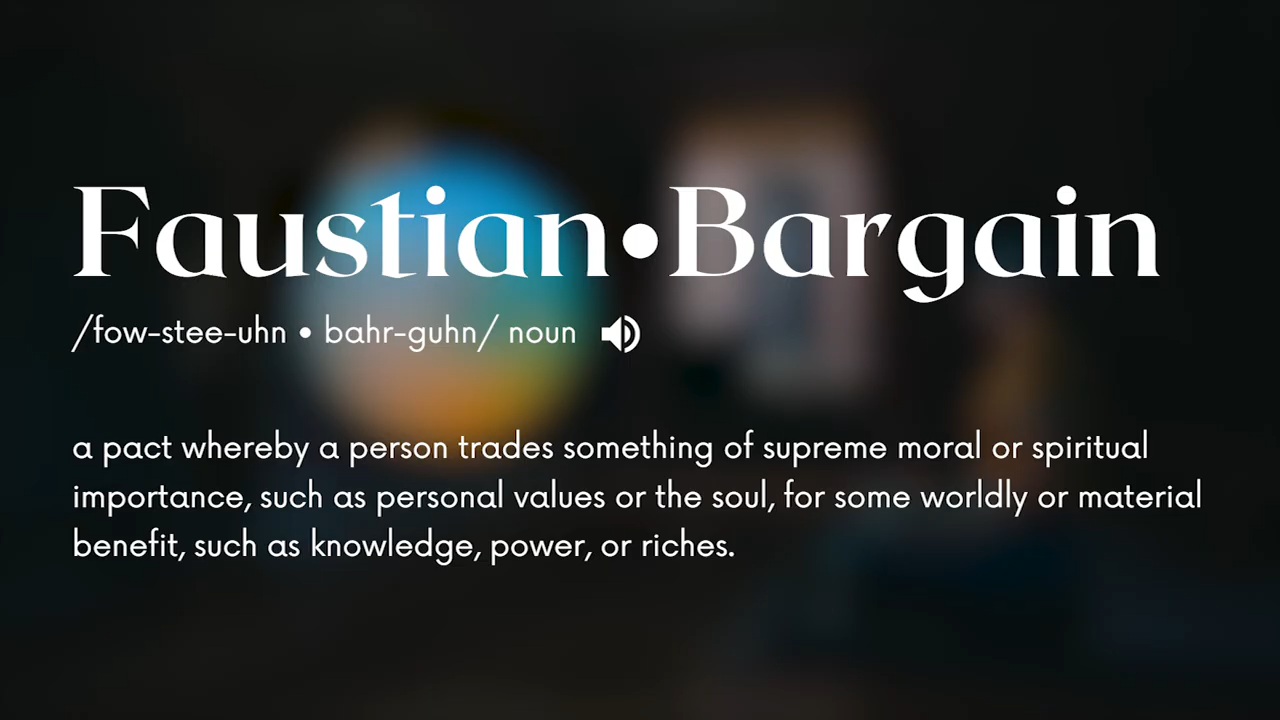 Faustian•Bargain
/fow-stee-uhn • bahr-guhn/ noun
a pact whereby a person trades something of supreme moral or spiritual
importance, such as personal values or the soul, for some worldly or material
benefit, such as knowledge, power, or riches.